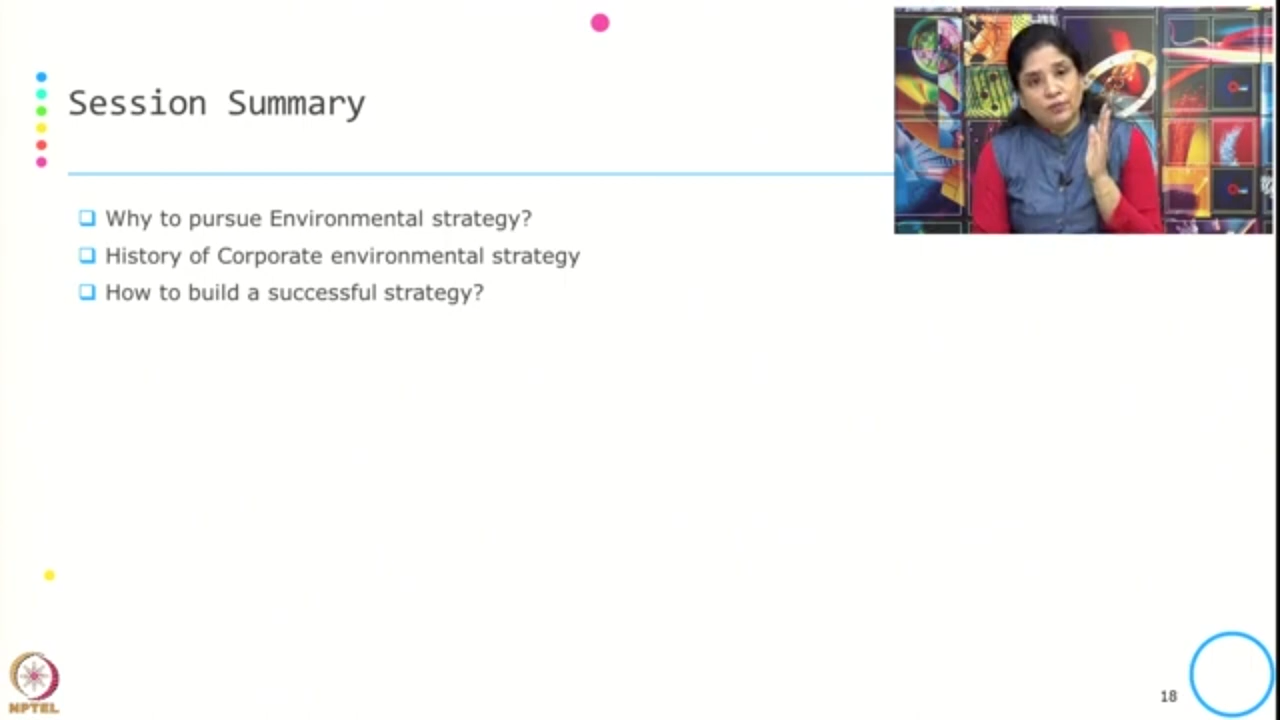 Session Summary
Why to pursue Environmental strategy?
History of Corporate environmental strategy
How to build a successful strategy?
NPTEL
18